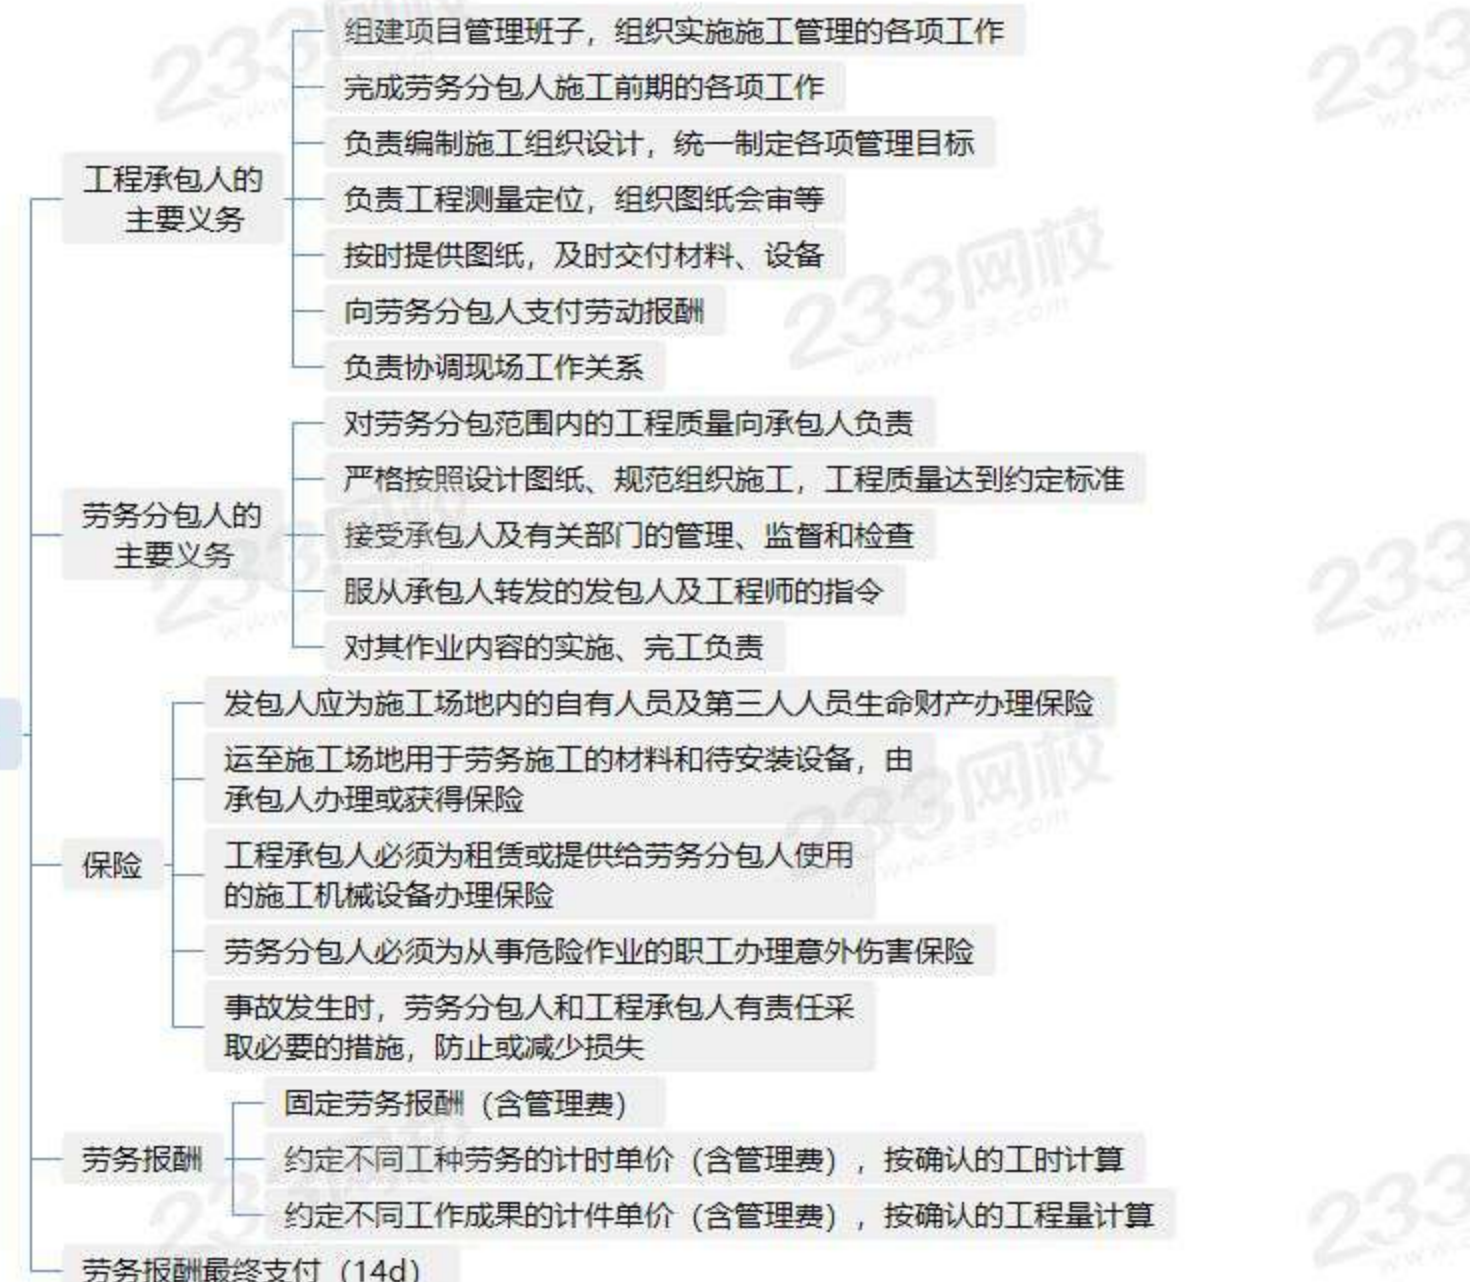 组建项目管理班子，组织实施施工管理的各项工作
完成劳务分包人施工前期的各项工作
负责编制施工组织设计，统一制定各项管理目标
工程承包人的
主要义务
负责工程测量定位，组织图纸会审等
按时提供图纸，及时交付材料、设备
向劳务分包人支付劳动报酬
负责协调现场工作关系
对劳务分包范围内的工程质量向承包人负责
严格按照设计图纸、规范组织施工，工程质量达到约定标准
劳务分包人的
主要义务
接受承包人及有关部门的管理、监督和检查
服从承包人转发的发包人及工程师的指令
对其作业内容的实施、完工负责
发包人应为施工场地内的自有人员及第三人人员生命财产办理保险
运至施工场地用于劳务施工的材料和待安装设备，由
承包人办理或获得保险
保险
工程承包人必须为租赁或提供给劳务分包人使用
的施工机械设备办理保险
劳务分包人必须为从事危险作业的职工办理意外伤害保险
事故发生时，劳务分包人和工程承包人有责任采
取必要的措施，防止或减少损失
固定劳务报酬（含管理费）
劳务报酬
约定不同工种劳务的计时单价（含管理费），按确认的工时计算
约定不同工作成果的计件单价（含管理费），按确认的工程量计算
劳务报酬最终支付（14d）
233网校
www.233.com